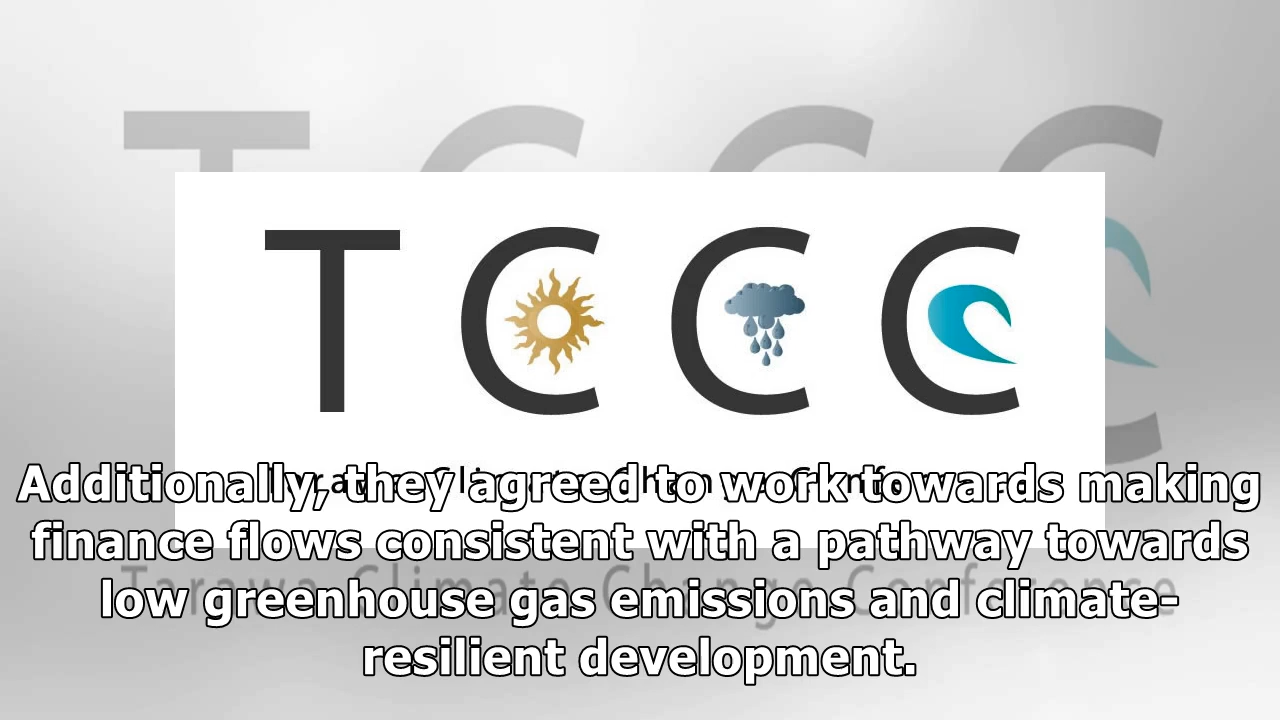 T C C C
T C C C
Additionally, they agreed to work towards making
finance flows consistent with a pathway towards
Tarawa Climate Change Conference
low greenhouse gas emissions and climate-
resilient development.